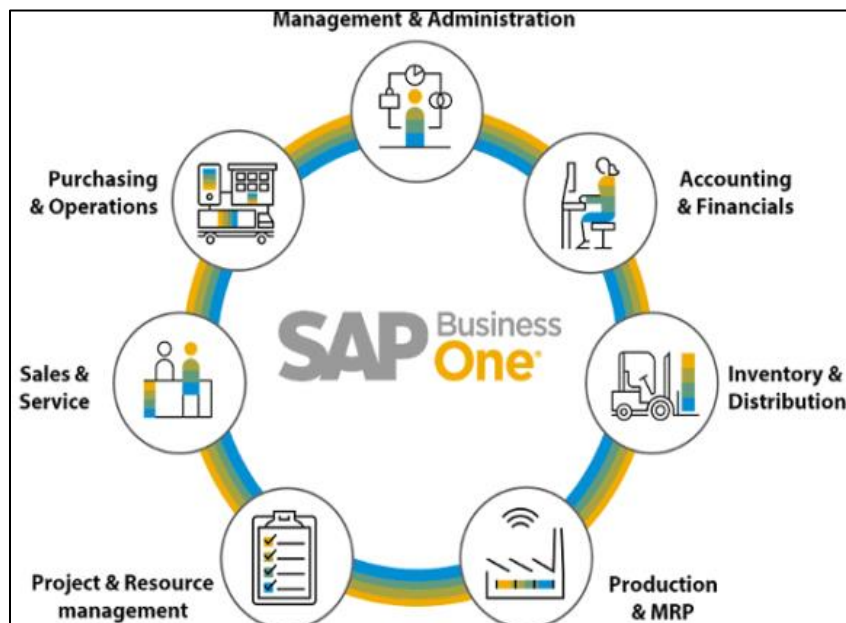 Management & Administration
Purchasing
& Operations
Accounting
& Financials
SAP Business
One
Sales &
Service
Inventory &
Distribution
Project & Resource
management
Production
& MRP